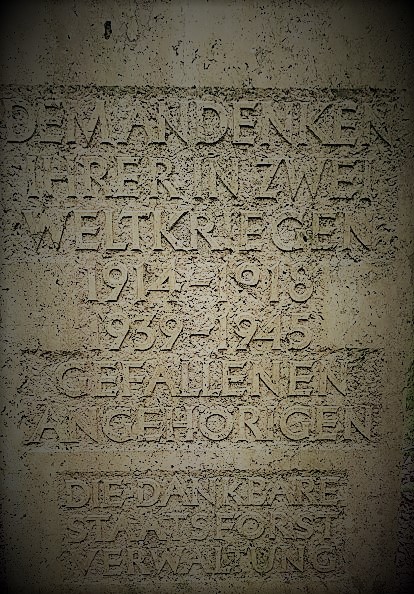 DEM ANDENKEN
IHRER IN ZWEI
WELTKRIEGEN
1914–1918
1939–1945
GEFALLENEN
ANGEHÖRIGEN
DIE DANKBARE
STAATSFORST
VERWALTUNG